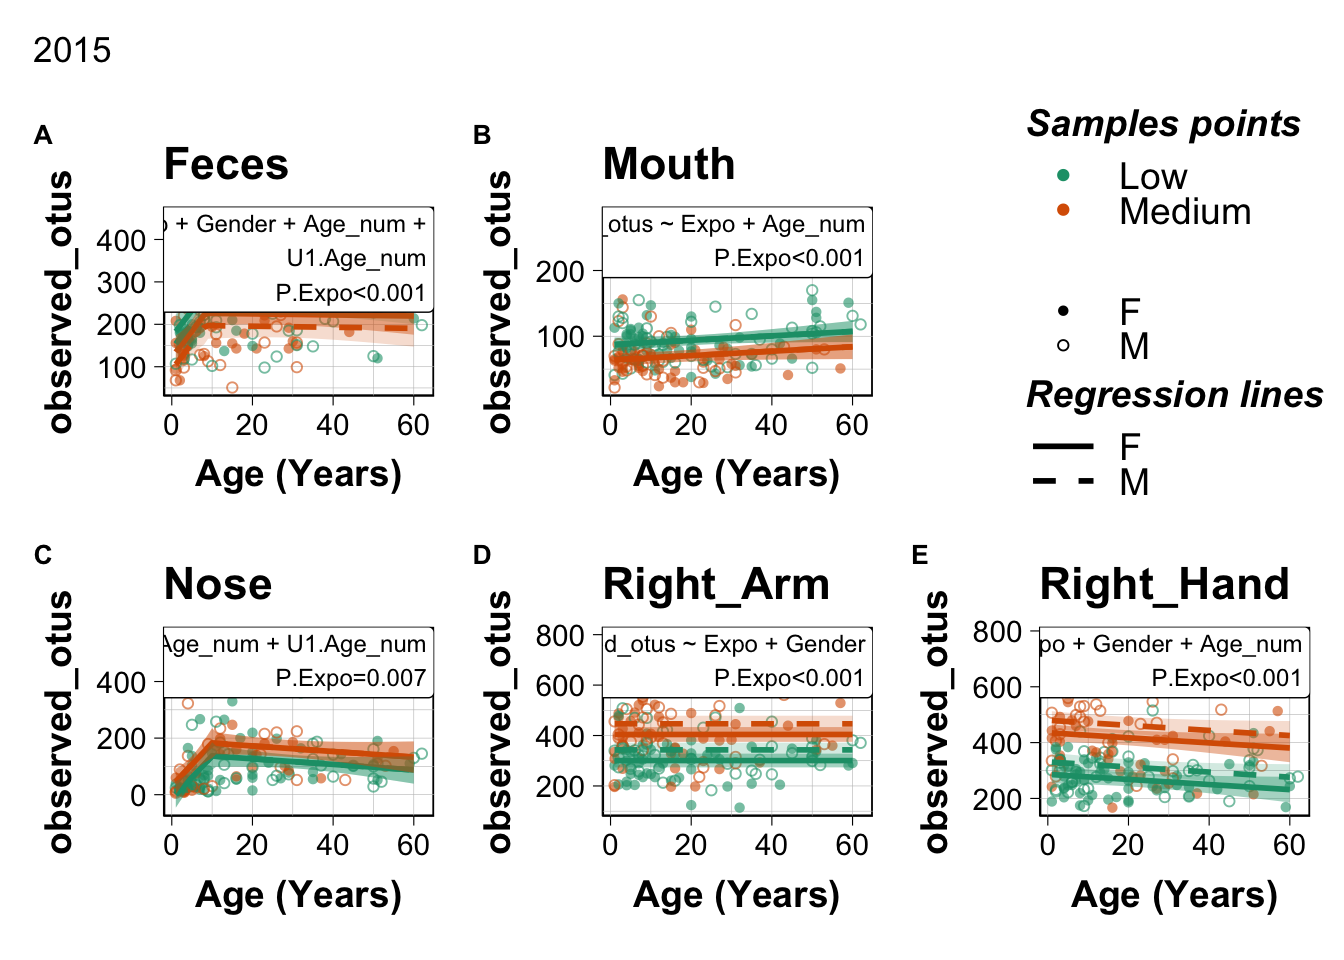 2015
A
Feces
observed_otus
+ Gender + Age_num +
U1.Age_num
P.Expo<0.001
400
300
200
100
0 20 40 60
Age (Years)
B
Mouth
observed_otus
_otus ~ Expo + Age_num
P.Expo<0.001
200
100
0 20 40 60
Age (Years)
Samples points
Low
Medium
F
M
Regression lines
F
M
C
Nose
observed_otus
Age_num + U1.Age_num
P.Expo=0.007
400
200
0
0 20 40 60
Age (Years)
D
Right_Arm
observed_otus
d_otus ~ Expo + Gender
P.Expo<0.001
800
600
400
200
0 20 40 60
Age (Years)
E
Right_Hand
observed_otus
po + Gender + Age_num
P.Expo<0.001
800
600
400
200
0 20 40 60
Age (Years)